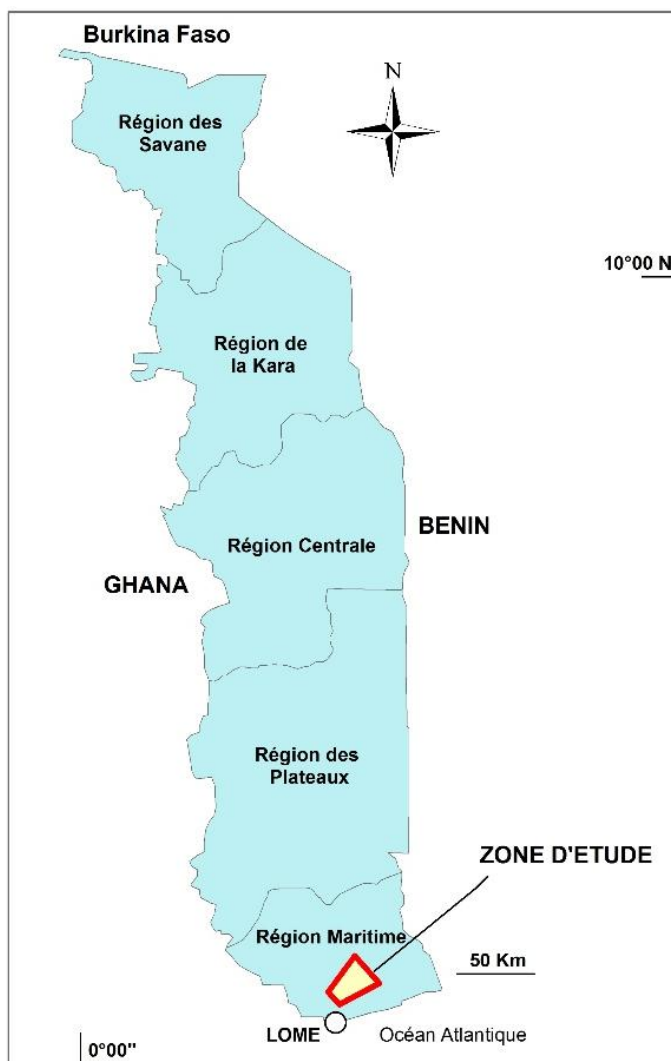 Burkina Faso
N
Région des
Savane
10°00 N
Région de
la Kara
BENIN
Région Centrale
GHANA
Région des
Plateaux
ZONE D'ETUDE
Région Maritime
50 Km
LOME
Océan Atlantique
0°00"